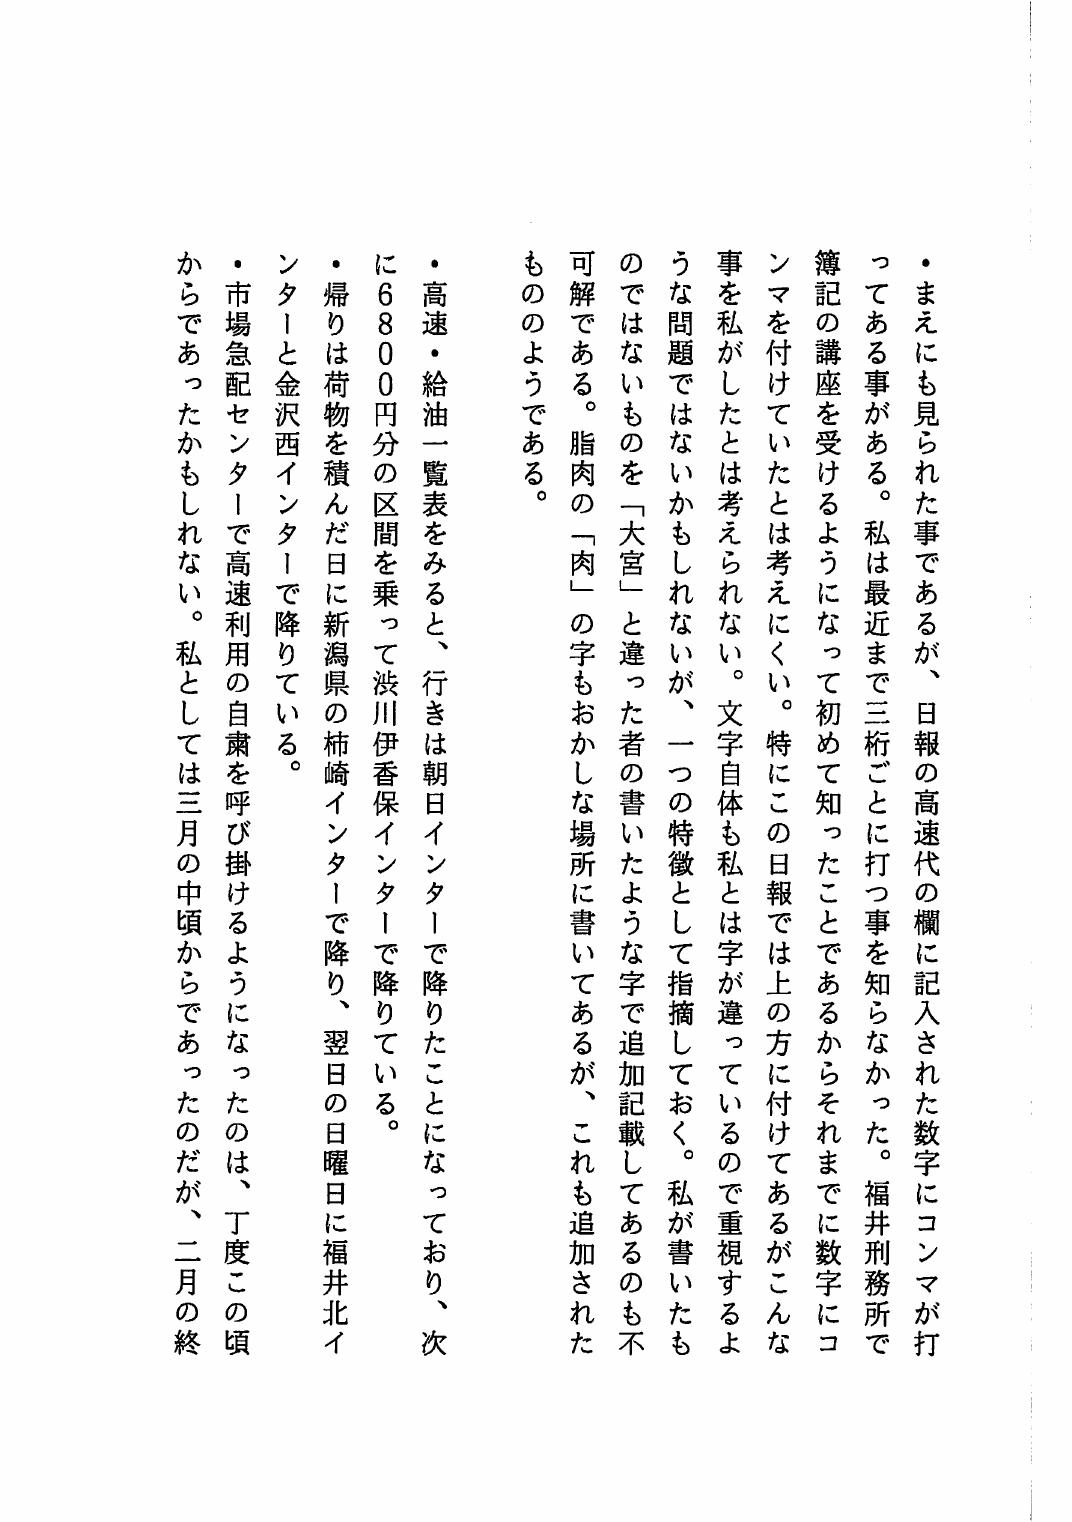 ・まえにも見られた事であるが、日報の高速代の欄に記入された数字にコンマが打
ってある事がある。私は最近まで三桁ごとに打つ事を知らなかった。福井刑務所で
簿記の講座を受けるようになって初めて知ったことであるからそれまでに数字にコ
ンマを付けていたとは考えにくい。特にこの日報では上の方に付けてあるがこんな
事を私がしたとは考えられない。文字自体も私とは字が違っているので重視するよ
うな問題ではないかもしれないが、一つの特徴として指摘しておく。私が書いたも
のではないものを「大宮」と違った者の書いたような字で追加記載してあるのも不
可解である。脂肉の「肉」の字もおかしな場所に書いてあるが、これも追加された
もののようである。
・高速・給油一覧表をみると、行きは朝日インターで降りたことになっており、次
に6800円分の区間を乗って渋川伊香保インターで降りている。
・帰りは荷物を積んだ日に新潟県の柿崎インターで降り、翌日の日曜日に福井北イ
ンターと金沢西インターで降りている。
・市場急配センターで高速利用の自粛を呼び掛けるようになったのは、丁度この頃
からであったかもしれない。私としては三月の中頃からであったのだが、二月の終